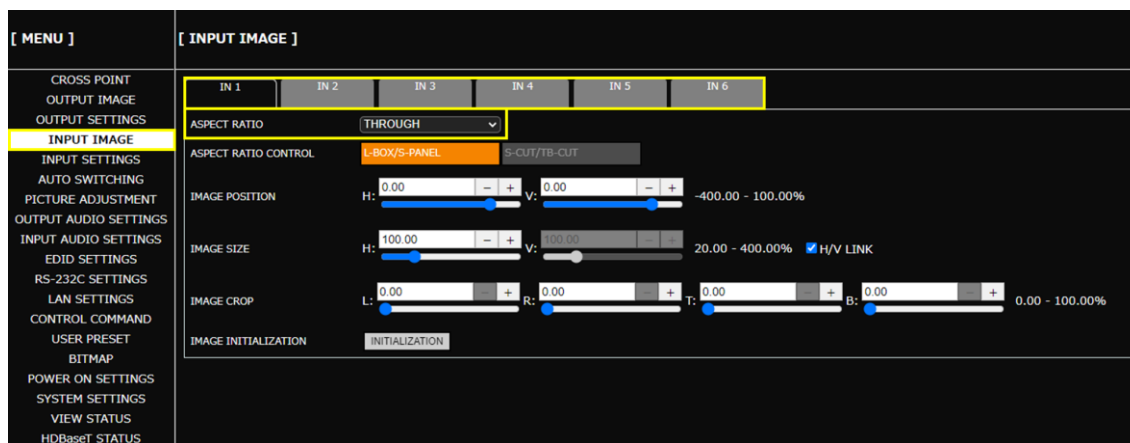 [ MENU ]
[ INPUT IMAGE ]
CROSS POINT
OUTPUT IMAGE
OUTPUT SETTINGS
INPUT IMAGE
INPUT SETTINGS
AUTO SWITCHING
PICTURE ADJUSTMENT
OUTPUT AUDIO SETTINGS
INPUT AUDIO SETTINGS
EDID SETTINGS
RS-232C SETTINGS
LAN SETTINGS
CONTROL COMMAND
USER PRESET
BITMAP
POWER ON SETTINGS
SYSTEM SETTINGS
VIEW STATUS
HDBaseT STATUS
IN 1 IN 2 IN 3 IN 4 IN 5 IN 6
ASPECT RATIO THROUGH
ASPECT RATIO CONTROL L-BOX/S-PANEL S-CUT/TB-CUT
IMAGE POSITION H: 0.00 - + V: 0.00 - + -400.00 - 100.00%
IMAGE SIZE H: 100.00 - + V: 100.00 - + 20.00 - 400.00% H/V LINK
IMAGE CROP L: 0.00 - + R: 0.00 - + T: 0.00 - + B: 0.00 - + 0.00 - 100.00%
IMAGE INITIALIZATION INITIALIZATION